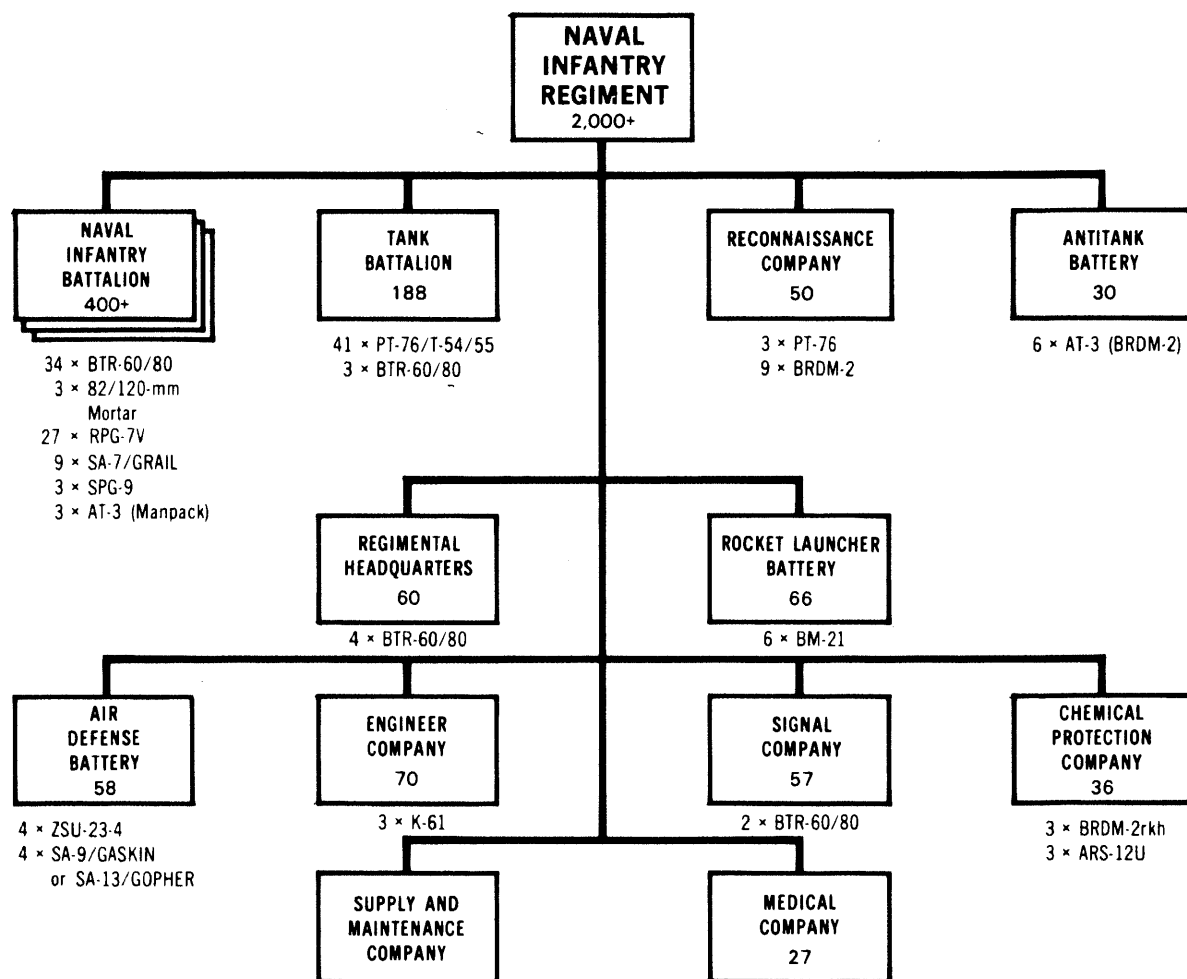 NAVAL
INFANTRY
REGIMENT
2,000+
NAVAL
INFANTRY
BATTALION
400+
34 × BTR-60/80
3 × 82/120-mm
Mortar
27 × RPG-7V
9 × SA-7/GRAIL
3 × SPG-9
3 × AT-3 (Manpack)
TANK
BATTALION
188
41 × PT-76/T-54/55
3 × BTR-60/80
RECONNAISSANCE
COMPANY
50
3 × PT-76
9 × BRDM-2
ANTITANK
BATTERY
30
6 × AT-3 (BRDM-2)
REGIMENTAL
HEADQUARTERS
60
4 × BTR-60/80
ROCKET LAUNCHER
BATTERY
66
6 × BM-21
AIR
DEFENSE
BATTERY
58
4 × ZSU-23-4
4 × SA-9/GASKIN
or SA-13/GOPHER
ENGINEER
COMPANY
70
3 × K-61
SIGNAL
COMPANY
57
2 × BTR-60/80
CHEMICAL
PROTECTION
COMPANY
36
3 × BRDM-2rkh
3 × ARS-12U
SUPPLY AND
MAINTENANCE
COMPANY
MEDICAL
COMPANY
27